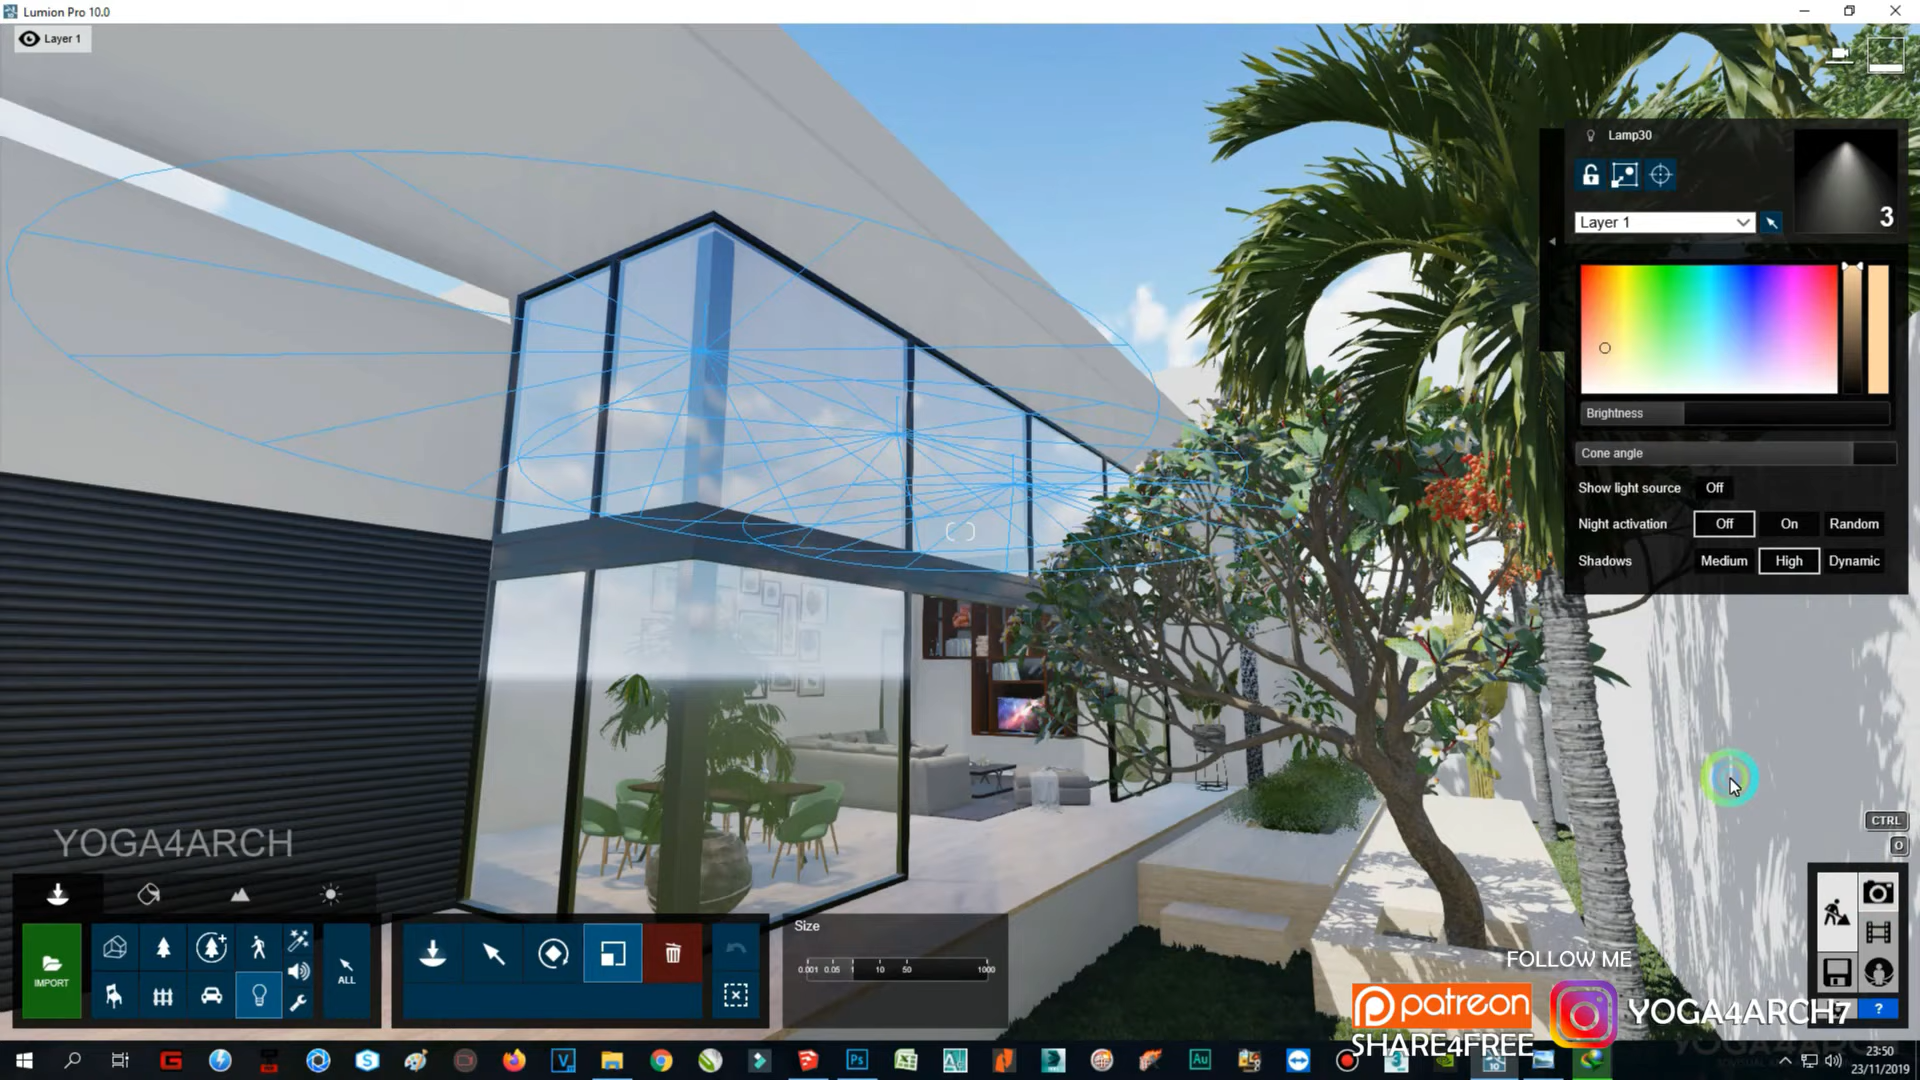 Lumion Pro 10.0
Layer 1
Lamp30
3
Layer 1
Brightness
Cone angle
Show light source Off
Night activation Off On Random
Shadows Medium High Dynamic
YOGA4ARCH
CTRL
O
IMPORT
ALL
Size
0.001 0.05 1 10 50 1000
?
FOLLOW ME
patreon
SHARE4FREE
YOGA4ARCH7
YOGA4ARCH
23:50
23/11/2019